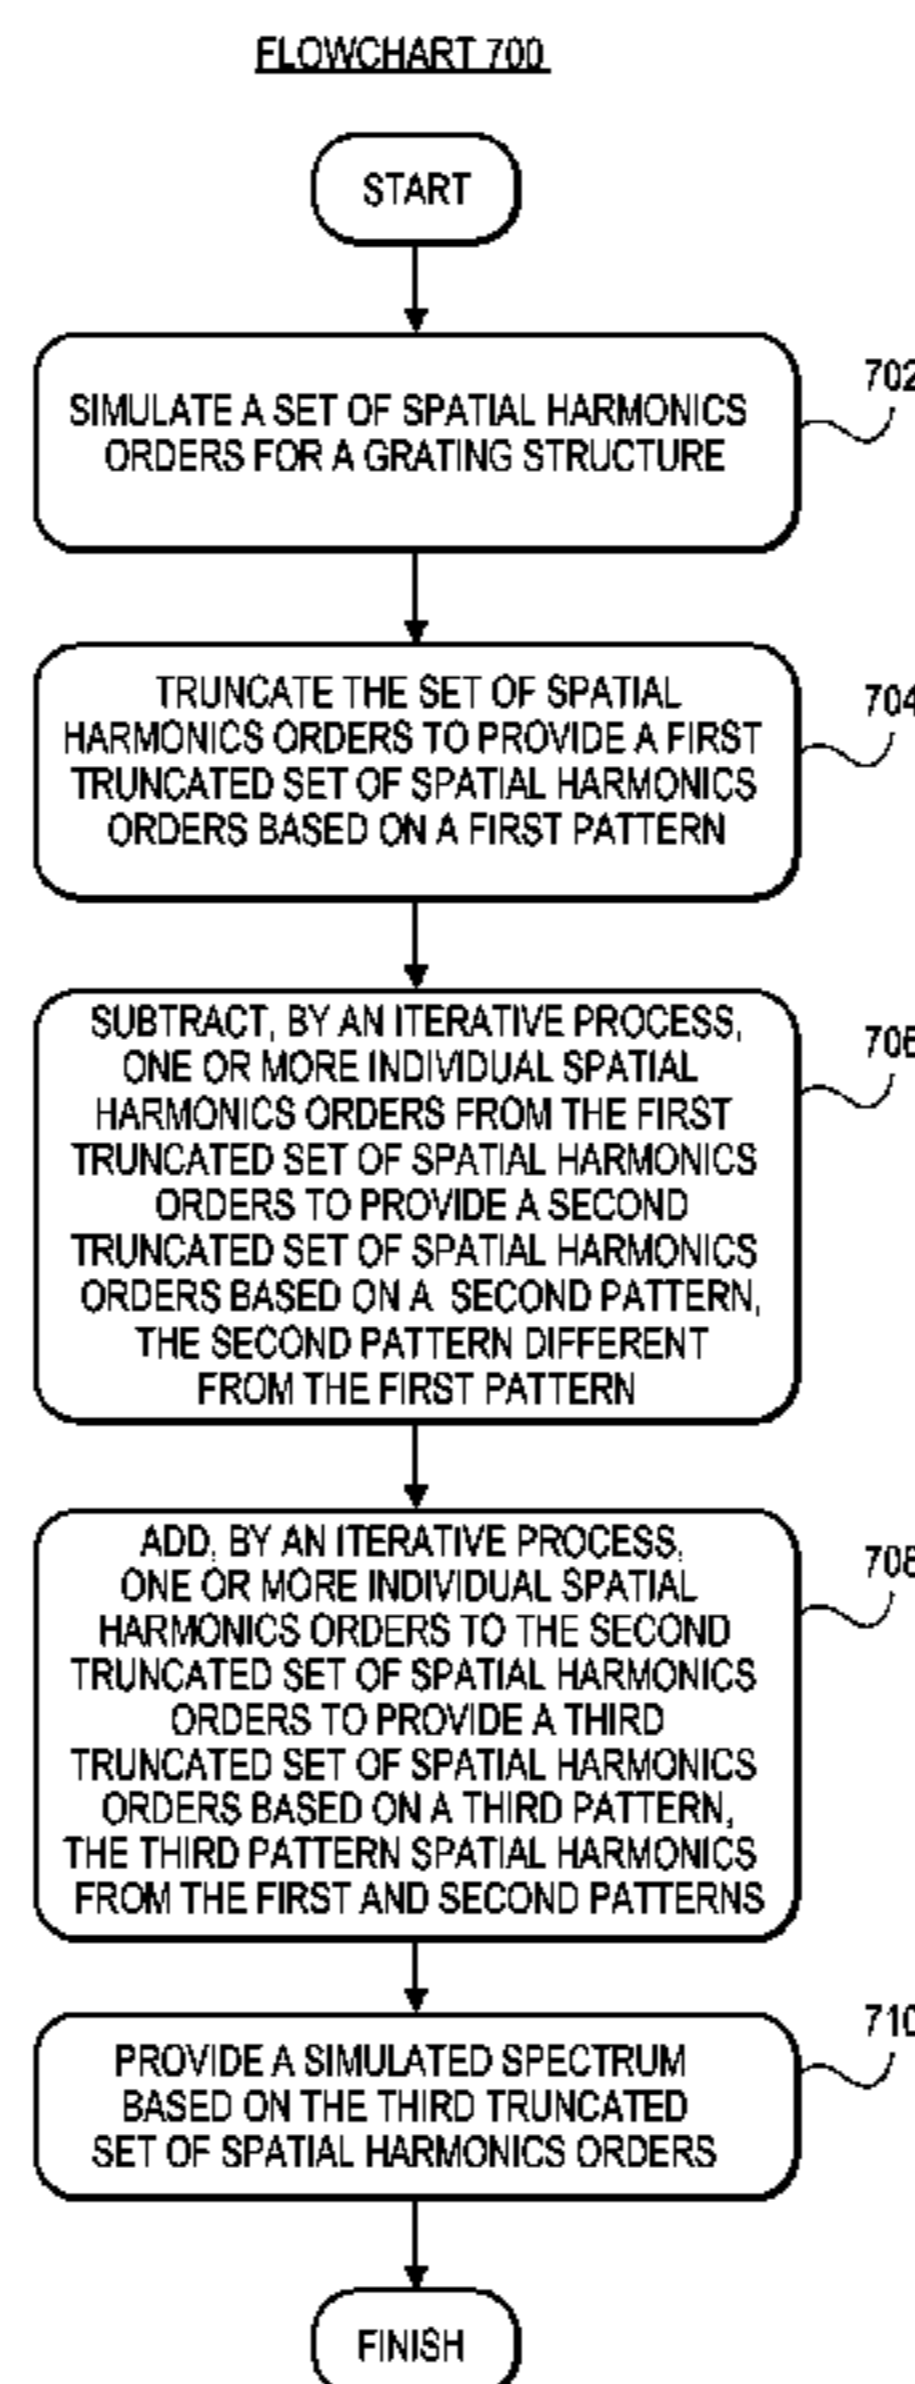 FLOWCHART 700
START
SIMULATE A SET OF SPATIAL HARMONICS
ORDERS FOR A GRATING STRUCTURE
702
TRUNCATE THE SET OF SPATIAL
HARMONICS ORDERS TO PROVIDE A FIRST
TRUNCATED SET OF SPATIAL HARMONICS
ORDERS BASED ON A FIRST PATTERN
704
SUBTRACT, BY AN ITERATIVE PROCESS,
ONE OR MORE INDIVIDUAL SPATIAL
HARMONICS ORDERS FROM THE FIRST
TRUNCATED SET OF SPATIAL HARMONICS
ORDERS TO PROVIDE A SECOND
TRUNCATED SET OF SPATIAL HARMONICS
ORDERS BASED ON A SECOND PATTERN,
THE SECOND PATTERN DIFFERENT
FROM THE FIRST PATTERN
706
ADD, BY AN ITERATIVE PROCESS,
ONE OR MORE INDIVIDUAL SPATIAL
HARMONICS ORDERS TO THE SECOND
TRUNCATED SET OF SPATIAL HARMONICS
ORDERS TO PROVIDE A THIRD
TRUNCATED SET OF SPATIAL HARMONICS
ORDERS BASED ON A THIRD PATTERN,
THE THIRD PATTERN SPATIAL HARMONICS
FROM THE FIRST AND SECOND PATTERNS
708
PROVIDE A SIMULATED SPECTRUM
BASED ON THE THIRD TRUNCATED
SET OF SPATIAL HARMONICS ORDERS
710
FINISH